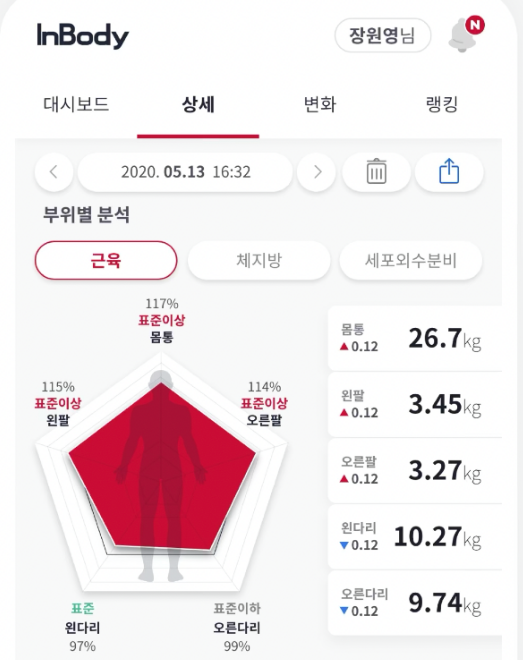 InBody
장원영님
N
대시보드 상세 변화 랭킹
2020. 05.13 16:32
부위별 분석
근육 체지방 세포외수분비
117%
표준이상
몸통
115%
표준이상
왼팔
114%
표준이상
오른팔
표준
왼다리
97%
표준이하
오른다리
99%
몸통
▲ 0.12 26.7kg
왼팔
▲ 0.12 3.45kg
오른팔
▲ 0.12 3.27kg
왼다리
▼ 0.12 10.27kg
오른다리
▼ 0.12 9.74kg